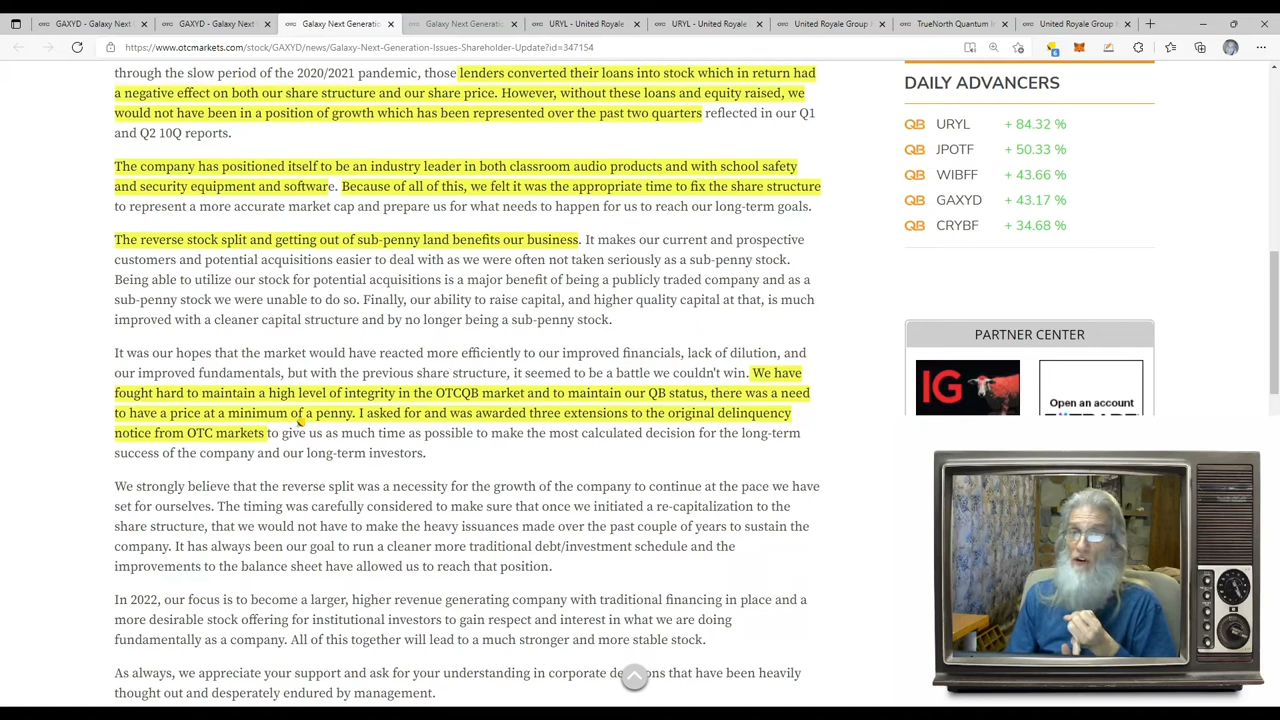 GAXYD - Galaxy Next
GAXYD - Galaxy Next
Galaxy Next Generatio
Galaxy Next Generati
URYL - United Royale
URYL - United Royale
United Royale Group
TrueNorth Quantum I
United Royale Group
https://www.otcmarkets.com/stock/GAXYD/news/Galaxy-Next-Generation-Issues-Shareholder-Update?id=347154
6
through the slow period of the 2020/2021 pandemic, those lenders converted their loans into stock which in return had
a negative effect on both our share structure and our share price. However, without these loans and equity raised, we
would not have been in a position of growth which has been represented over the past two quarters reflected in our Q1
and Q2 10Q reports.
The company has positioned itself to be an industry leader in both classroom audio products and with school safety
and security equipment and software. Because of all of this, we felt it was the appropriate time to fix the share structure
to represent a more accurate market cap and prepare us for what needs to happen for us to reach our long-term goals.
The reverse stock split and getting out of sub-penny land benefits our business. It makes our current and prospective
customers and potential acquisitions easier to deal with as we were often not taken seriously as a sub-penny stock.
Being able to utilize our stock for potential acquisitions is a major benefit of being a publicly traded company and as a
sub-penny stock we were unable to do so. Finally, our ability to raise capital, and higher quality capital at that, is much
improved with a cleaner capital structure and by no longer being a sub-penny stock.
It was our hopes that the market would have reacted more efficiently to our improved financials, lack of dilution, and
our improved fundamentals, but with the previous share structure, it seemed to be a battle we couldn't win. We have
fought hard to maintain a high level of integrity in the OTCQB market and to maintain our QB status, there was a need
to have a price at a minimum of a penny. I asked for and was awarded three extensions to the original delinquency
notice from OTC markets to give us as much time as possible to make the most calculated decision for the long-term
success of the company and our long-term investors.
We strongly believe that the reverse split was a necessity for the growth of the company to continue at the pace we have
set for ourselves. The timing was carefully considered to make sure that once we initiated a re-capitalization to the
share structure, that we would not have to make the heavy issuances made over the past couple of years to sustain the
company. It has always been our goal to run a cleaner more traditional debt/investment schedule and the
improvements to the balance sheet have allowed us to reach that position.
In 2022, our focus is to become a larger, higher revenue generating company with traditional financing in place and a
more desirable stock offering for institutional investors to gain respect and interest in what we are doing
fundamentally as a company. All of this together will lead to a much stronger and more stable stock.
As always, we appreciate your support and ask for your understanding in corporate de ons that have been heavily
thought out and desperately endured by management.
DAILY ADVANCERS
QB URYL + 84.32 %
QB JPOTF + 50.33 %
QB WIBFF + 43.66 %
QB GAXYD + 43.17 %
QB CRYBF + 34.68 %
PARTNER CENTER
IG
Open an account